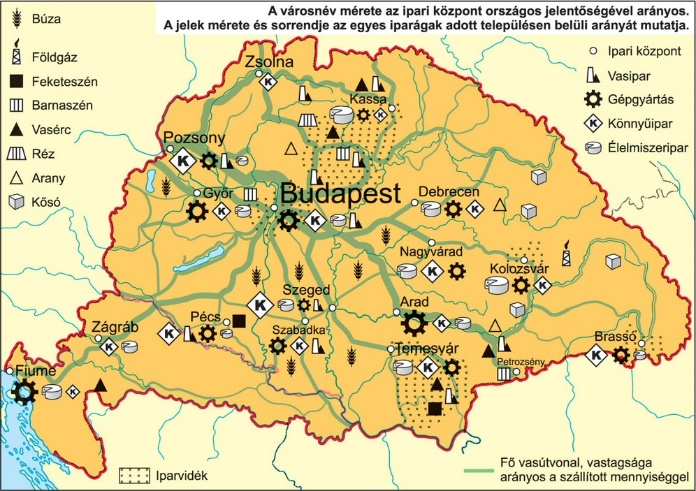 A városnév mérete az ipari központ országos jelentőségével arányos.
A jelek mérete és sorrendje az egyes iparágak adott településen belüli arányát mutatja.
Búza
Földgáz
Feketeszén
Barnaszén
Vasérc
Réz
Arany
Kősó
Ipari központ
Vasipar
Gépgyártás
K Könnyűipar
Élelmiszeripar
Zsolna
K
Kassa
K
Pozsony
K
Győr
K
Budapest
K
Debrecen
K
Nagyvárad
K
Kolozsvár
K
Szeged
K
Arad
K
Pécs
K
Szabadka
K
Zágráb
K
Temesvár
K
Petrozsény
Brassó
K
Fiume
K
Iparvidék
Fő vasútvonal, vastagsága
arányos a szállított mennyiséggel